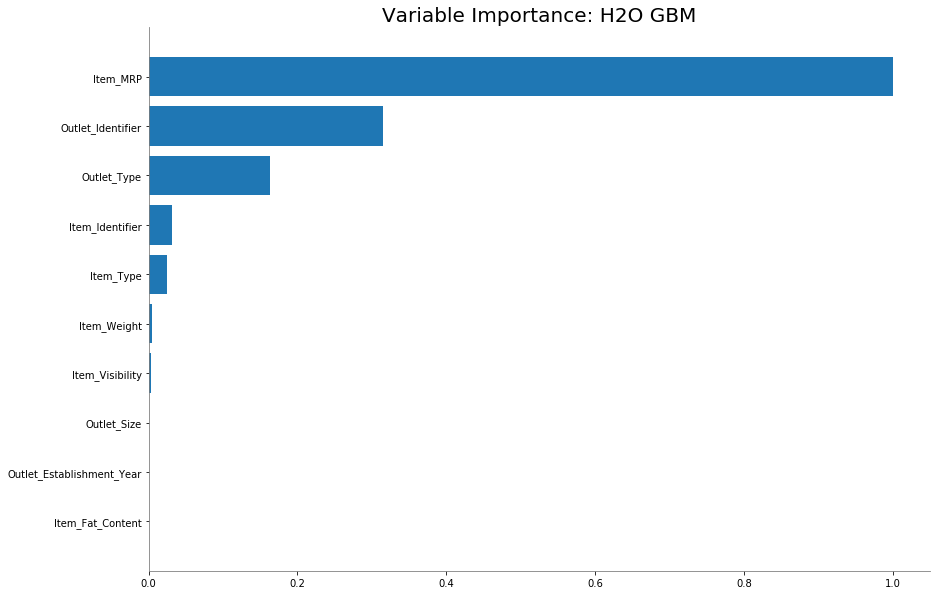 Variable Importance: H2O GBM
Item_MRP
Outlet_Identifier
Outlet_Type
Item_Identifier
Item_Type
Item_Weight
Item_Visibility
Outlet_Size
Outlet_Establishment_Year
Item_Fat_Content
0.0 0.2 0.4 0.6 0.8 1.0